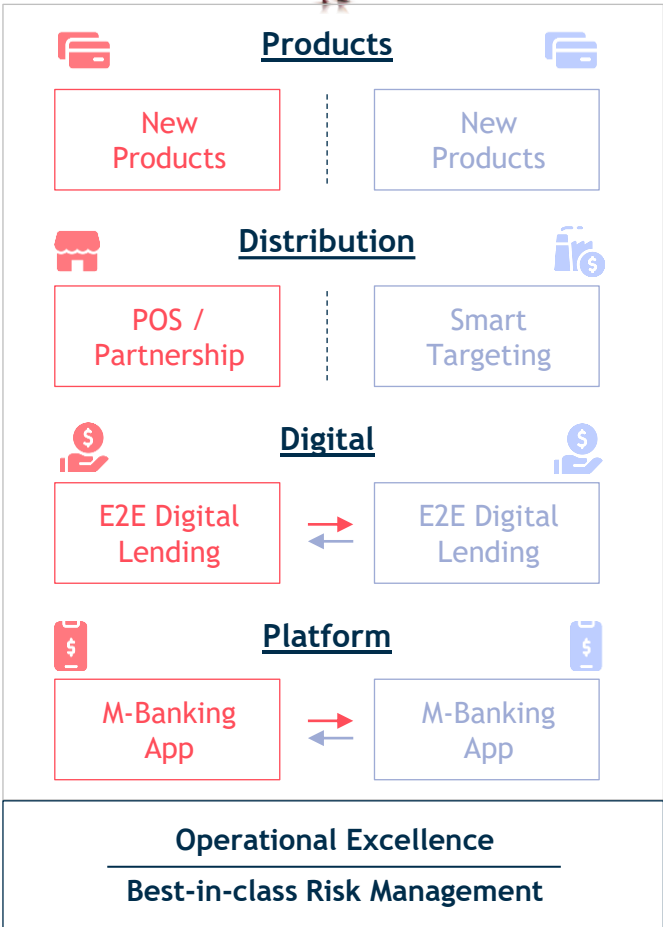 Products
New
Products
New
Products
Distribution
POS /
Partnership
Smart
Targeting
Digital
E2E Digital
Lending
E2E Digital
Lending
Platform
M-Banking
App
M-Banking
App
Operational Excellence
Best-in-class Risk Management